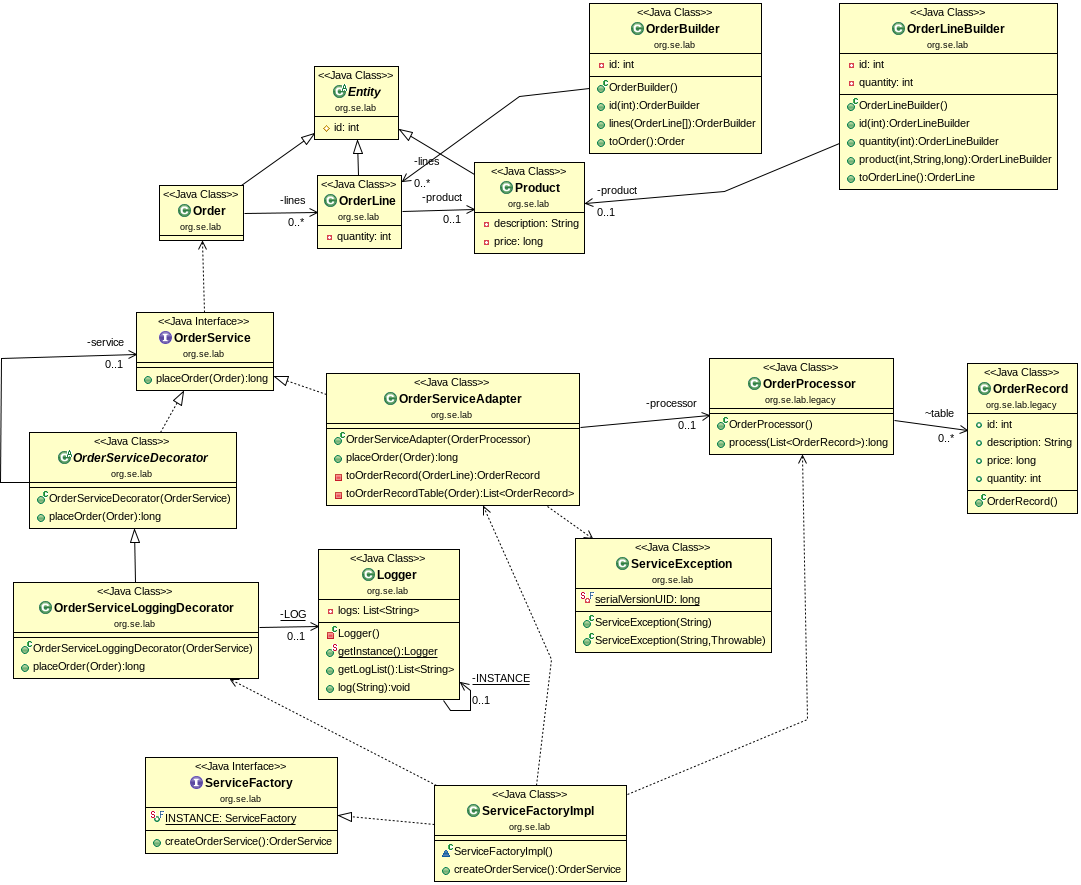 <<Java Class>>
OrderBuilder
org.se.lab
id: int
OrderBuilder()
id(int):OrderBuilder
lines(OrderLine[]):OrderBuilder
toOrder():Order
<<Java Class>>
OrderLineBuilder
org.se.lab
id: int
quantity: int
OrderLineBuilder()
id(int):OrderLineBuilder
quantity(int):OrderLineBuilder
product(int,String,long):OrderLineBuilder
toOrderLine():OrderLine
<<Java Class>>
Entity
org.se.lab
id: int
-lines
0..*
<<Java Class>>
Order
org.se.lab
-lines
0..*
<<Java Class>>
OrderLine
org.se.lab
quantity: int
-product
0..1
<<Java Class>>
Product
org.se.lab
description: String
price: long
-product
0..1
<<Java Interface>>
OrderService
org.se.lab
placeOrder(Order):long
-service
0..1
<<Java Class>>
OrderServiceAdapter
org.se.lab
OrderServiceAdapter(OrderProcessor)
placeOrder(Order):long
toOrderRecord(OrderLine):OrderRecord
toOrderRecordTable(Order):List<OrderRecord>
-processor
0..1
<<Java Class>>
OrderProcessor
org.se.lab.legacy
OrderProcessor()
process(List<OrderRecord>):long
~table
0..*
<<Java Class>>
OrderRecord
org.se.lab.legacy
id: int
description: String
price: long
quantity: int
OrderRecord()
<<Java Class>>
OrderServiceDecorator
org.se.lab
OrderServiceDecorator(OrderService)
placeOrder(Order):long
<<Java Class>>
OrderServiceLoggingDecorator
org.se.lab
OrderServiceLoggingDecorator(OrderService)
placeOrder(Order):long
-LOG
0..1
<<Java Class>>
Logger
org.se.lab
logs: List<String>
Logger()
getInstance():Logger
getLogList():List<String>
log(String):void
-INSTANCE
0..1
<<Java Class>>
ServiceException
org.se.lab
serialVersionUID: long
ServiceException(String)
ServiceException(String,Throwable)
<<Java Interface>>
ServiceFactory
org.se.lab
INSTANCE: ServiceFactory
createOrderService():OrderService
<<Java Class>>
ServiceFactoryImpl
org.se.lab
ServiceFactoryImpl()
createOrderService():OrderService